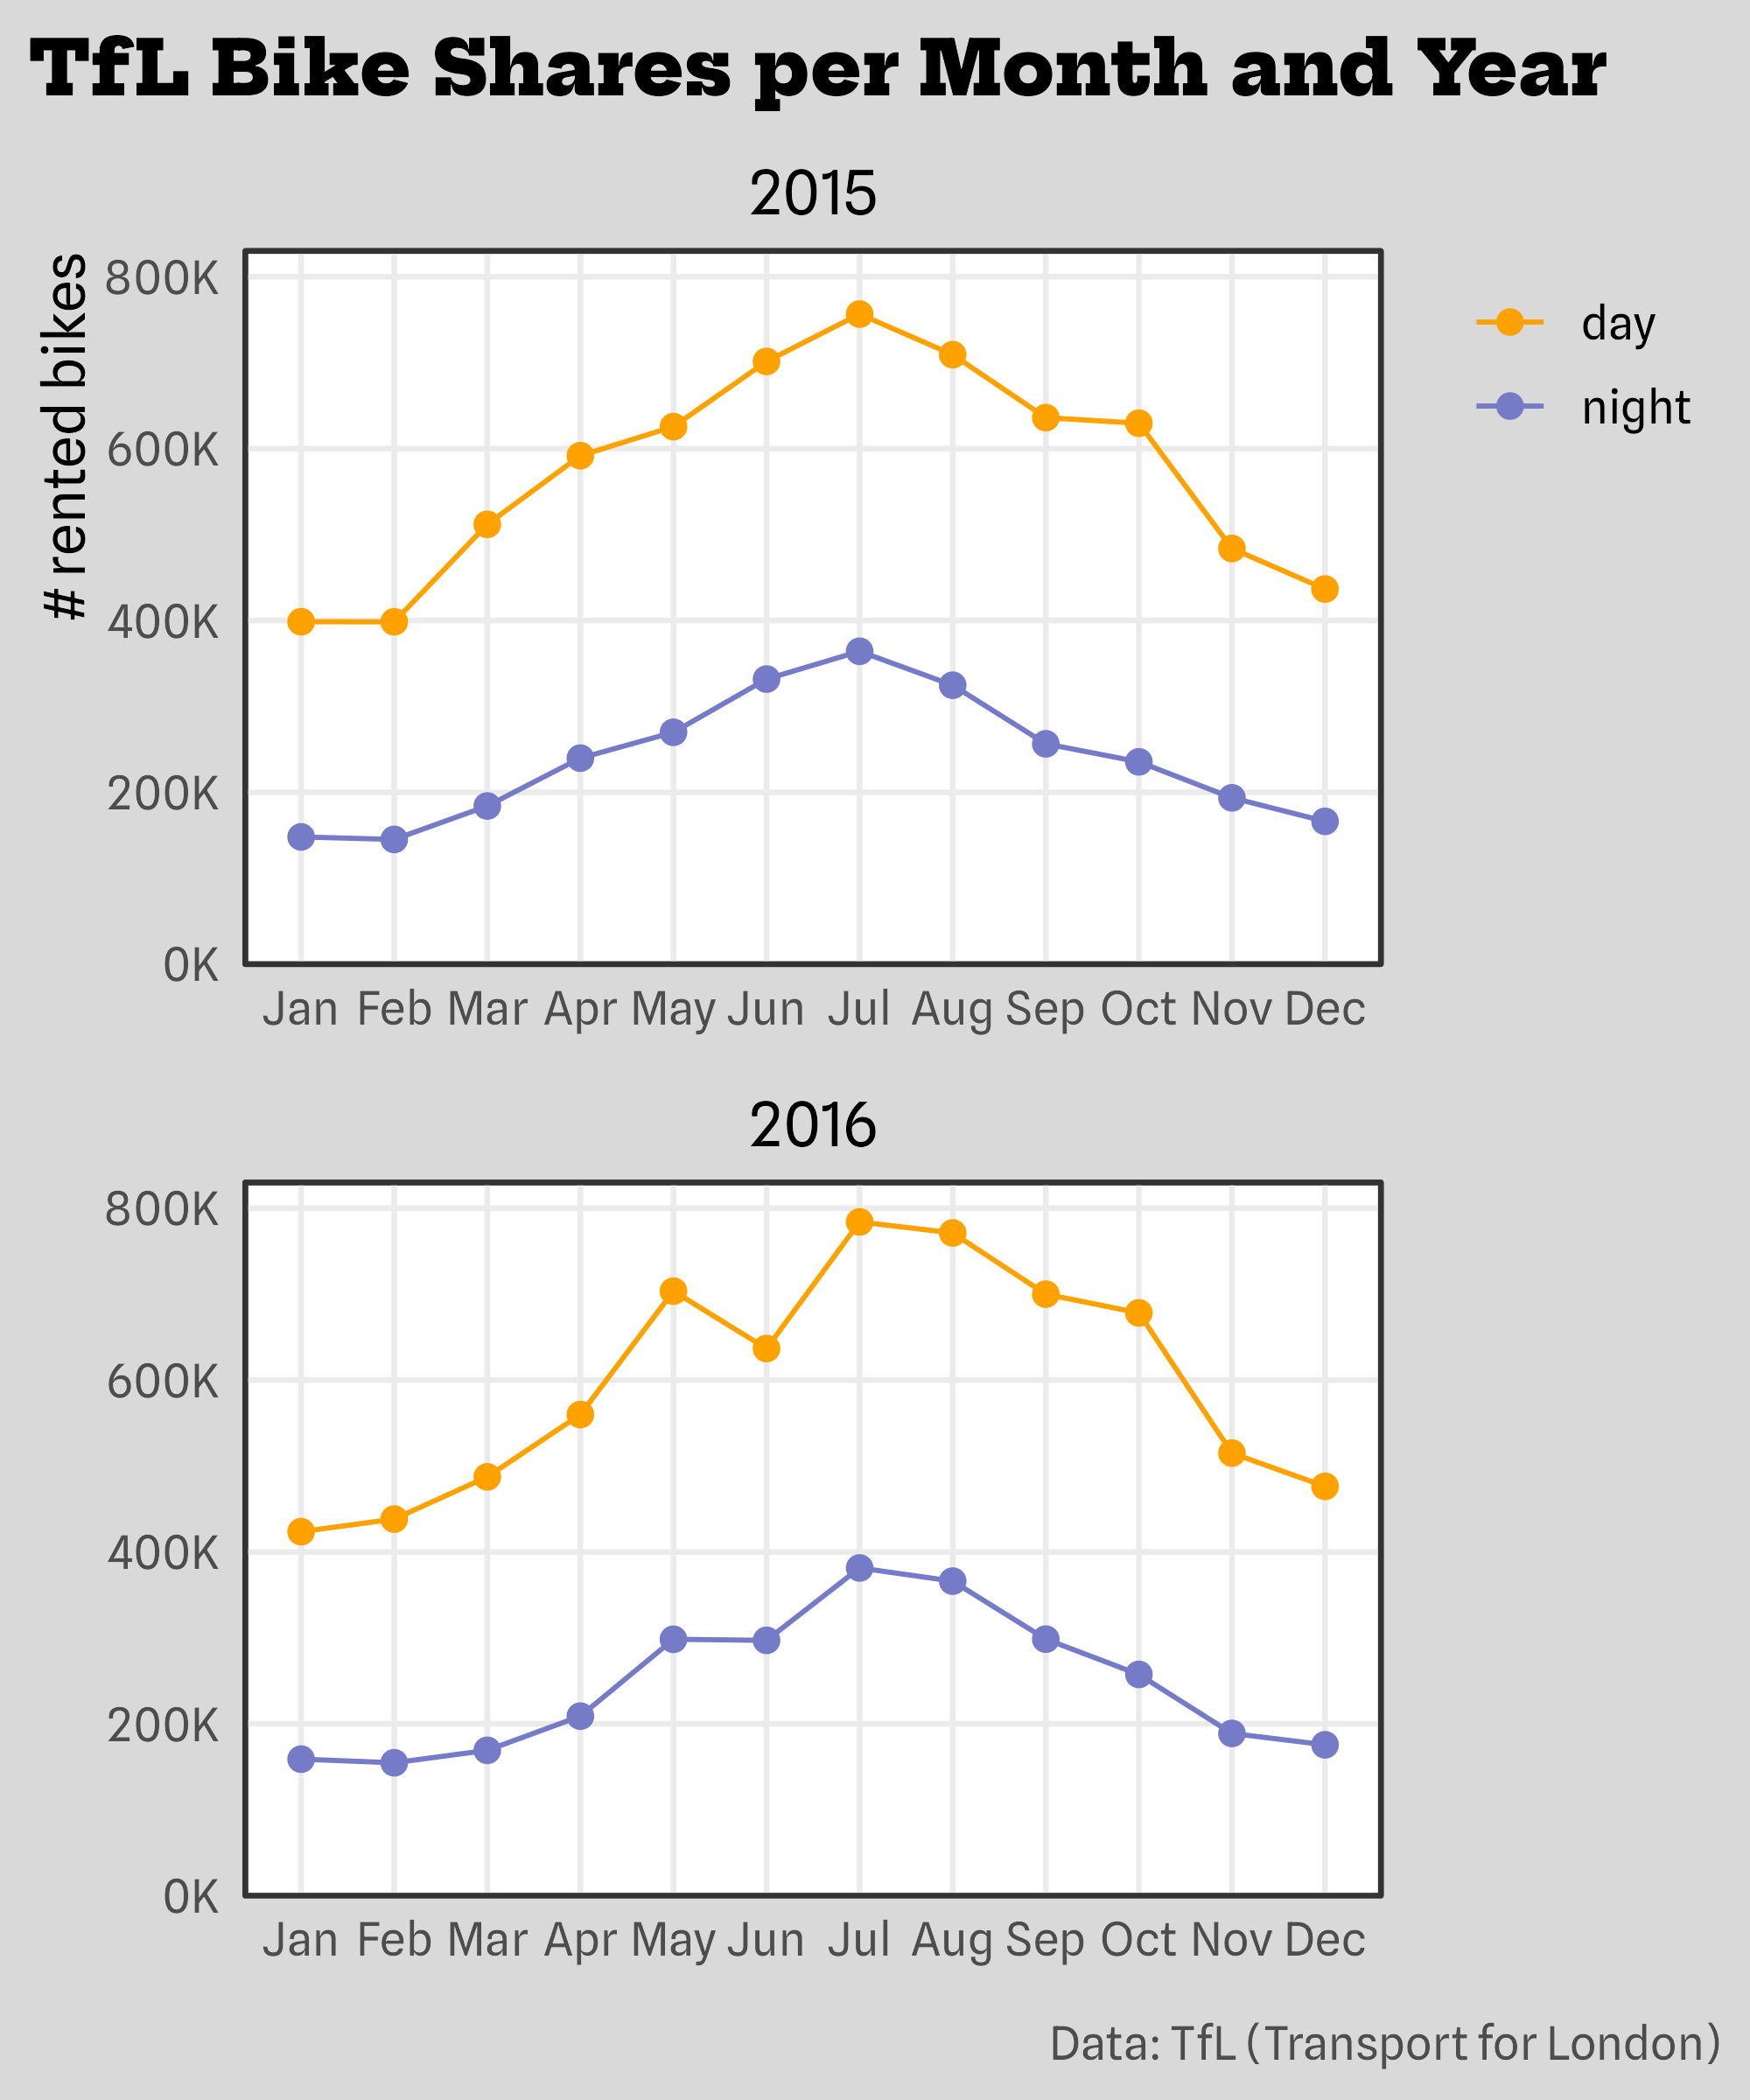 TfL Bike Shares per Month and Year
2015
# rented bikes
800K
600K
400K
200K
0K
Jan Feb Mar Apr May Jun Jul Aug Sep Oct Nov Dec
day
night
2016
800K
600K
400K
200K
0K
Jan Feb Mar Apr May Jun Jul Aug Sep Oct Nov Dec
Data: TfL (Transport for London)